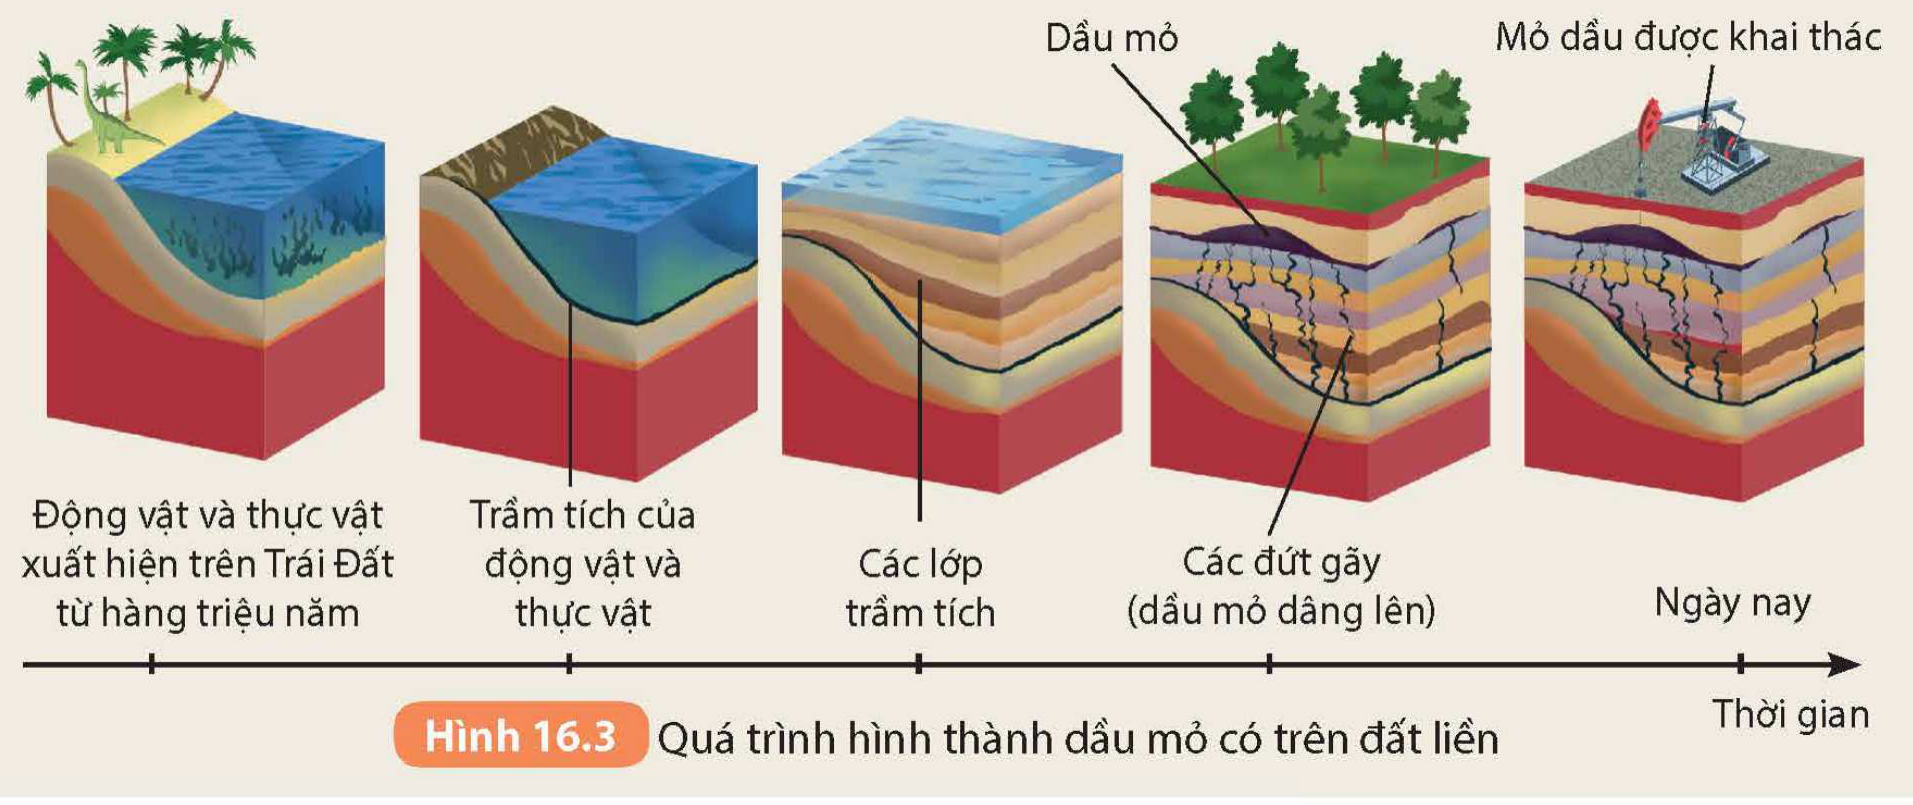 Dầu mỏ
Mỏ dầu được khai thác
Động vật và thực vật
xuất hiện trên Trái Đất
từ hàng triệu năm
Trầm tích của
động vật và
thực vật
Các lớp
trầm tích
Các đứt gãy
(dầu mỏ dâng lên)
Ngày nay
Thời gian
Hình 16.3 Quá trình hình thành dầu mỏ có trên đất liền